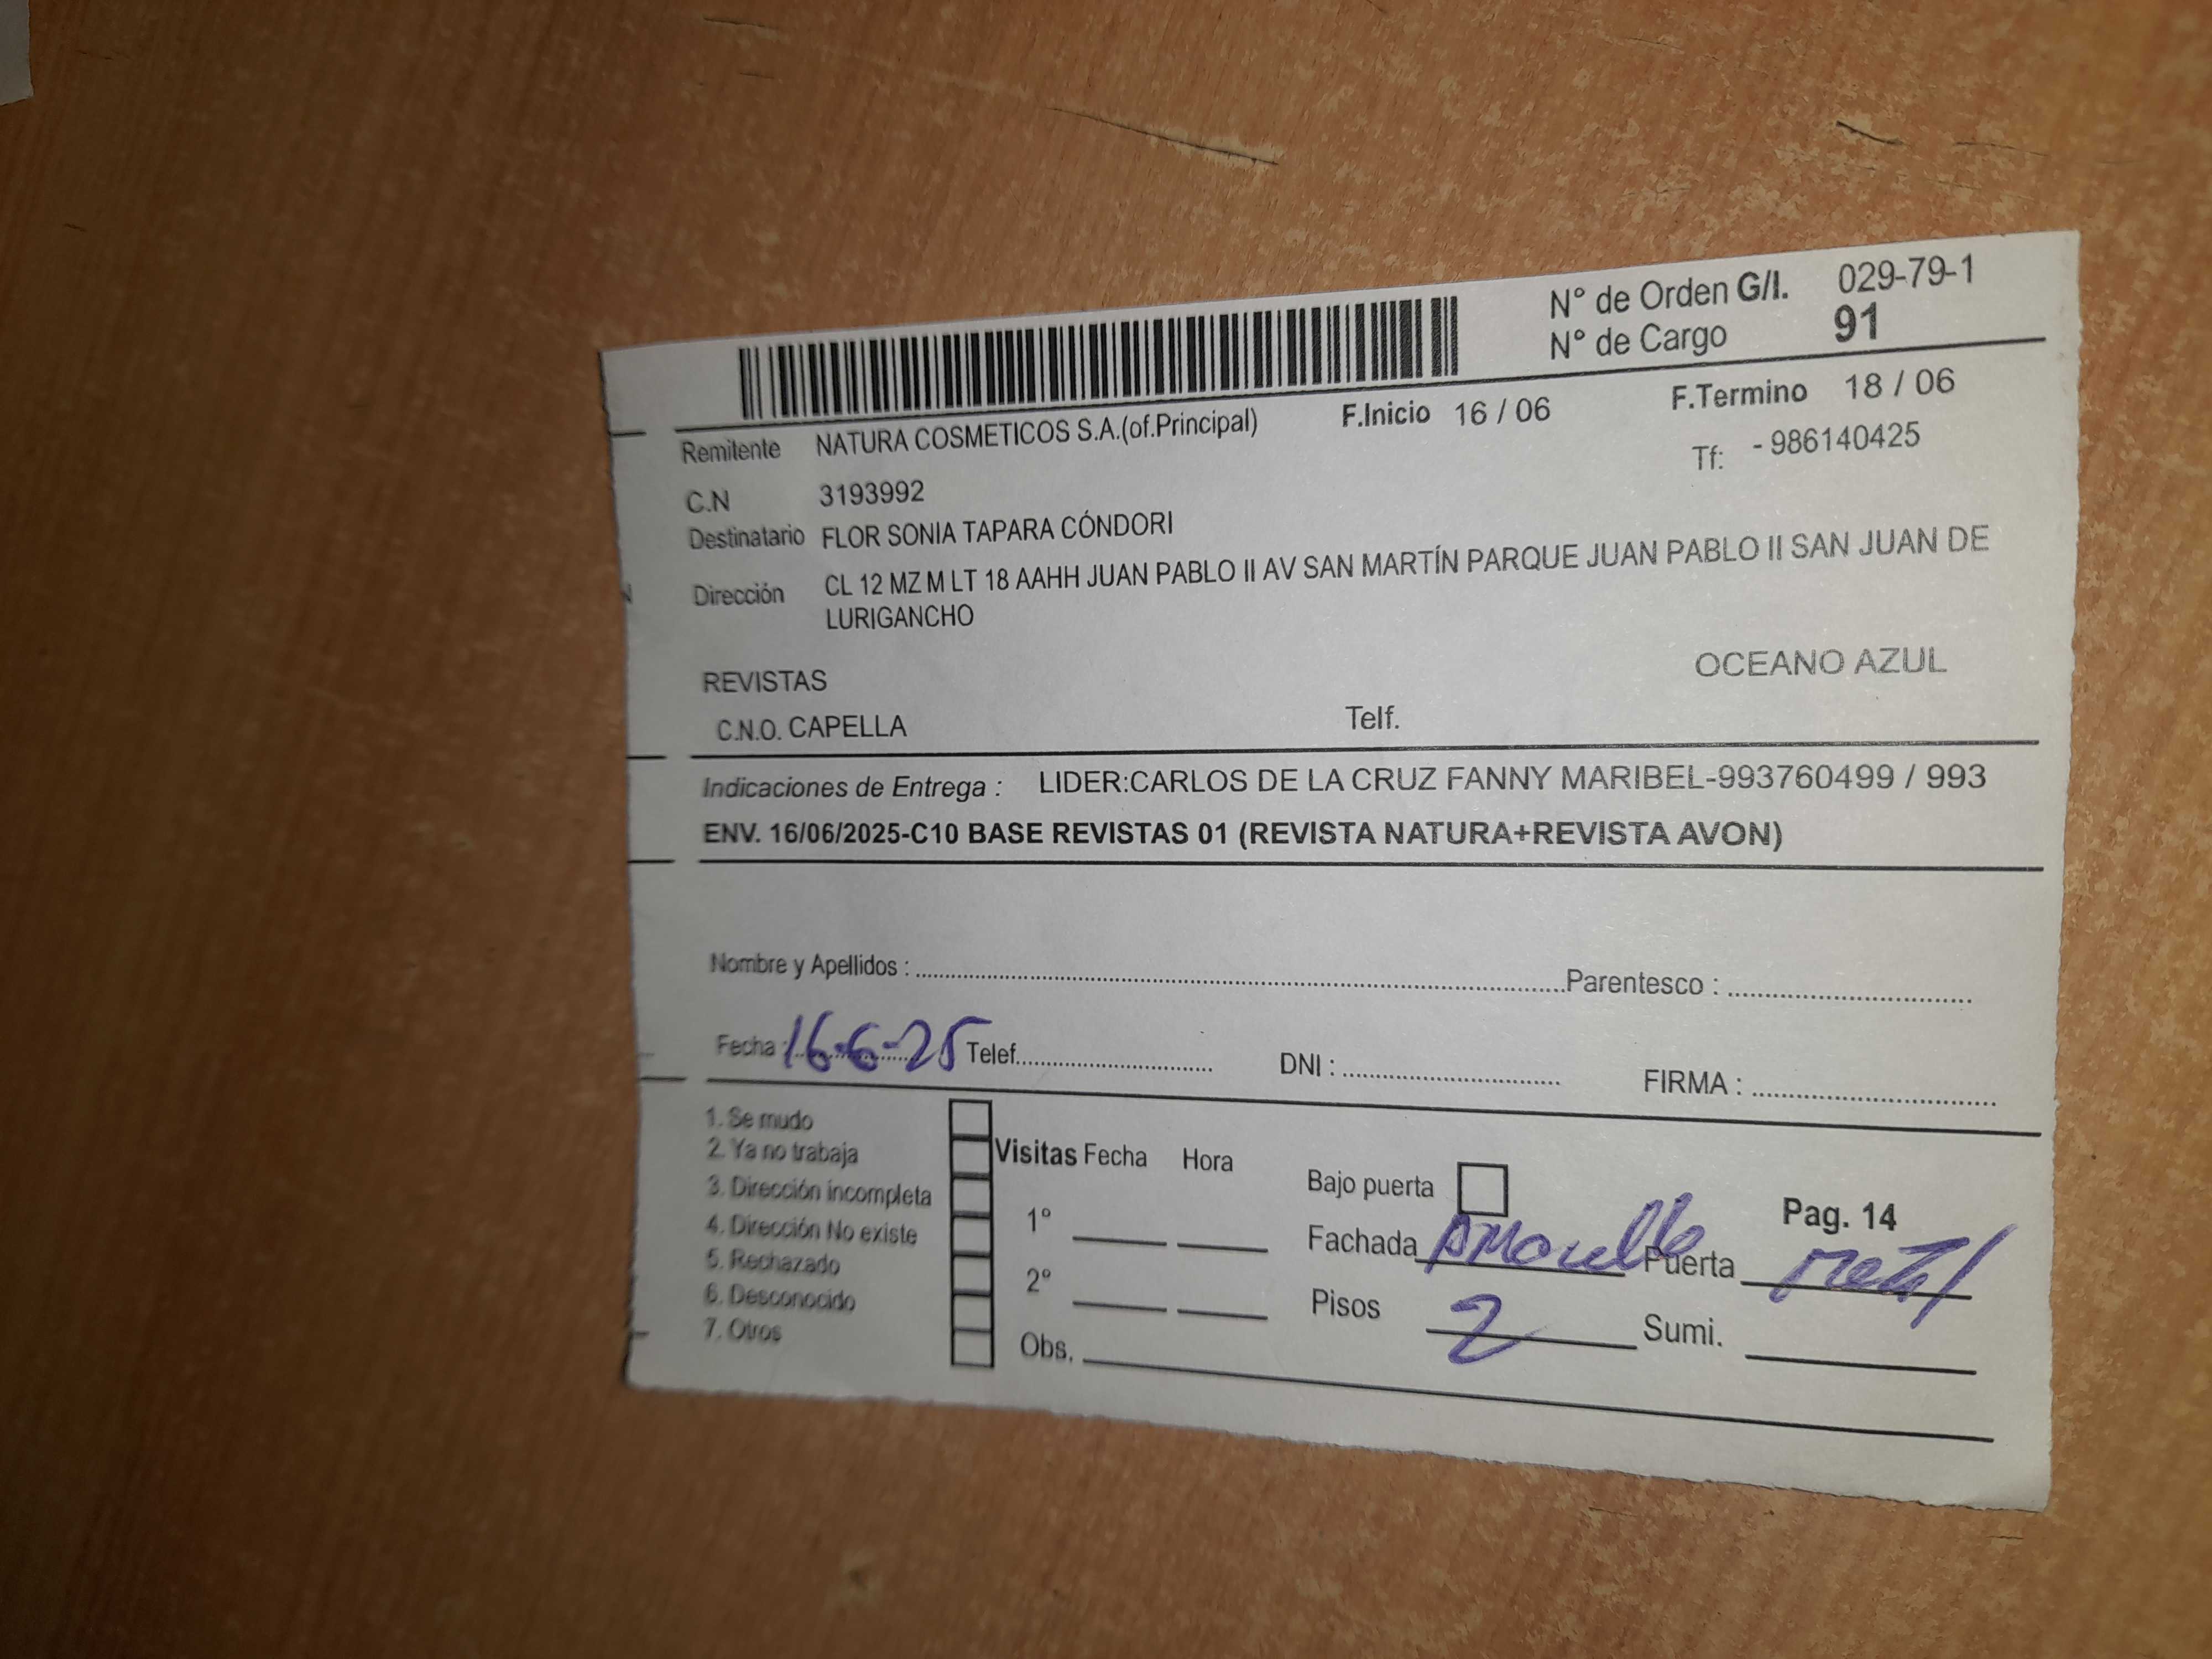 N° de Orden G/I. 029-79-1
N° de Cargo 91
F.Inicio 16 / 06 F.Termino 18 / 06
Remitente NATURA COSMETICOS S.A.(of.Principal) Tf: - 986140425
C.N 3193992
Destinatario FLOR SONIA TAPARA CÓNDORI
Dirección CL 12 MZ M LT 18 AAHH JUAN PABLO II AV SAN MARTÍN PARQUE JUAN PABLO II SAN JUAN DE
LURIGANCHO
REVISTAS OCEANO AZUL
C.N.O. CAPELLA Telf.
Indicaciones de Entrega : LIDER:CARLOS DE LA CRUZ FANNY MARIBEL-993760499 / 993
ENV. 16/06/2025-C10 BASE REVISTAS 01 (REVISTA NATURA+REVISTA AVON)
Nombre y Apellidos : Parentesco :
Fecha : 16-6-25 Telef. DNI : FIRMA :
1. Se mudo
2. Ya no trabaja
3. Dirección incompleta
4. Dirección No existe
5. Rechazado
6. Desconocido
7. Otros
Visitas Fecha Hora
1°
2°
Obs.
Bajo puerta Pag. 14
Fachada Amarillo Puerta metal
Pisos 2 Sumi.